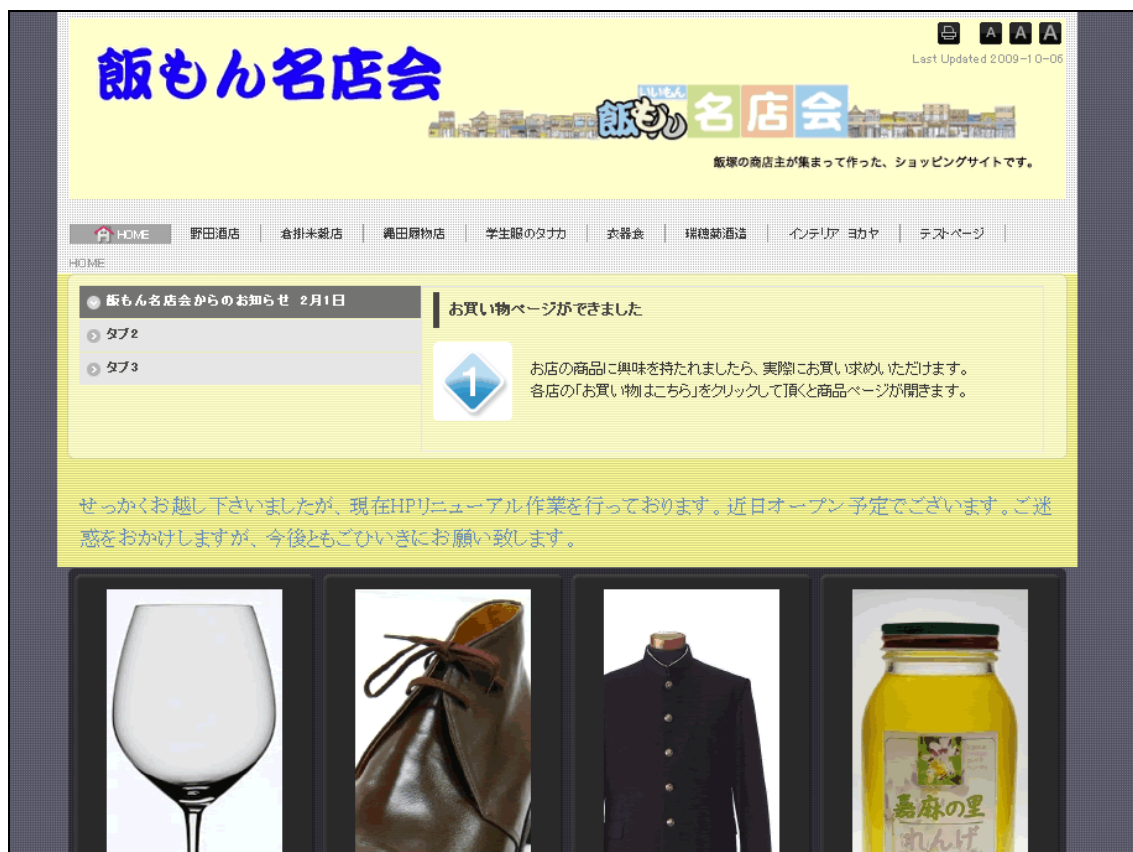 飯もん名店会
A A A
Last Updated 2009-10-06
いいもん
飯もん 名店会
飯塚の商店主が集まって作った、ショッピングサイトです。
HOME 野田酒店 倉掛米穀店 縄田履物店 学生服のタナカ 衣器食 瑞穂菊酒造 インテリア ヨカヤ テストページ
HOME
飯もん名店会からのお知らせ 2月1日
タブ2
タブ3
お買い物ページができました
1
お店の商品に興味を持たれましたら、実際にお買い求めいただけます。
各店の「お買い物はこちら」をクリックして頂くと商品ページが開きます。
せっかくお越し下さいましたが、現在HPリニューアル作業を行っております。近日オープン予定でございます。ご迷
惑をおかけしますが、今後ともごひいきにお願い致します。
嘉麻の里
れんげ